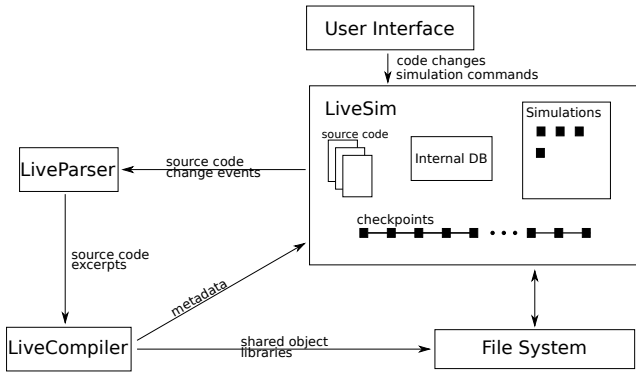 User Interface
code changes
simulation commands
LiveSim
Simulations
source code
Internal DB
LiveParser
source code
change events
checkpoints
source code
excerpts
metadata
LiveCompiler
shared object
libraries
File System